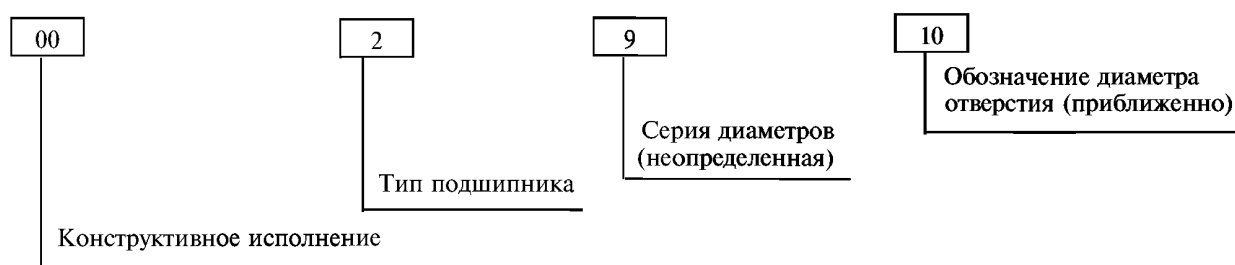 00
2
9
10
Обозначение диаметра
отверстия (приближенно)
Серия диаметров
(неопределенная)
Тип подшипника
Конструктивное исполнение